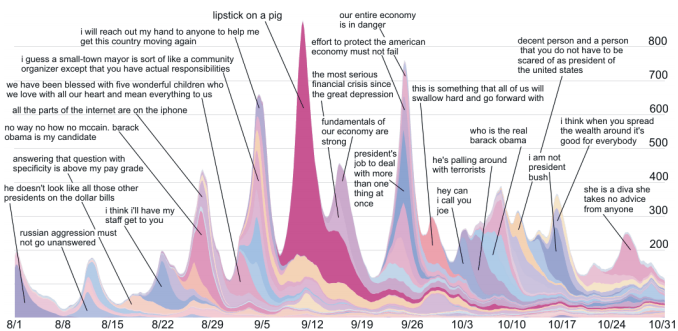 lipstick on a pig
our entire economy
is in danger
i will reach out my hand to anyone to help me
get this country moving again
effort to protect the american
economy must not fail
decent person and a person
that you do not have to be
scared of as president of
the united states
i guess a small-town mayor is sort of like a community
organizer except that you have actual responsibilities
the most serious
financial crisis since
the great depression
we have been blessed with five wonderful children who
we love with all our heart and mean everything to us
this is something that all of us will
swallow hard and go forward with
all the parts of the internet are on the iphone
fundamentals of
our economy are
strong
who is the real
barack obama
i think when you spread
the wealth around it's
good for everybody
no way no how no mccain. barack
obama is my candidate
president's
job to deal
with more
than one
thing at
once
he's palling around
with terrorists
i am not
president
bush
answering that question with
specificity is above my pay grade
he doesn't look like all those other
presidents on the dollar bills
hey can
i call you
joe
she is a diva she
takes no advice
from anyone
i think i'll have my
staff get to you
russian aggression must
not go unanswered
800
700
600
500
400
300
200
8/1 8/8 8/15 8/22 8/29 9/5 9/12 9/19 9/26 10/3 10/10 10/17 10/24 10/31